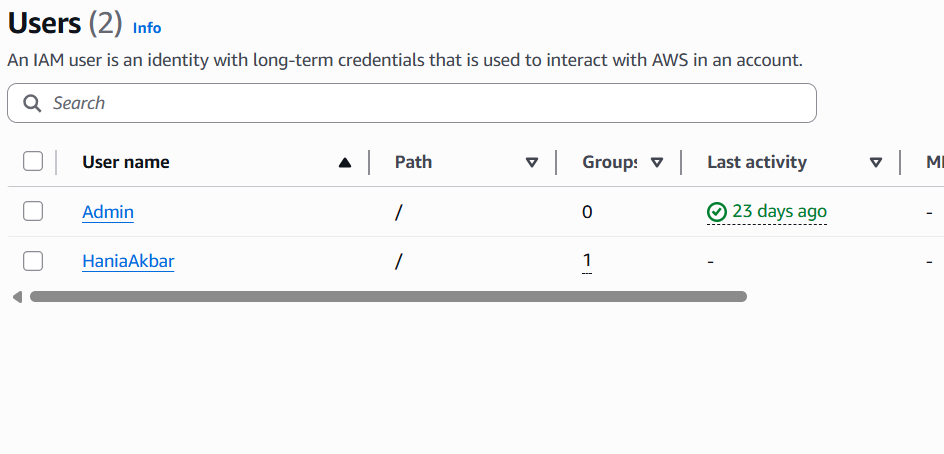 Users (2) Info
An IAM user is an identity with long-term credentials that is used to interact with AWS in an account.
Search
User name Path Groups Last activity
Admin / 0 23 days ago -
HaniaAkbar / 1 - -